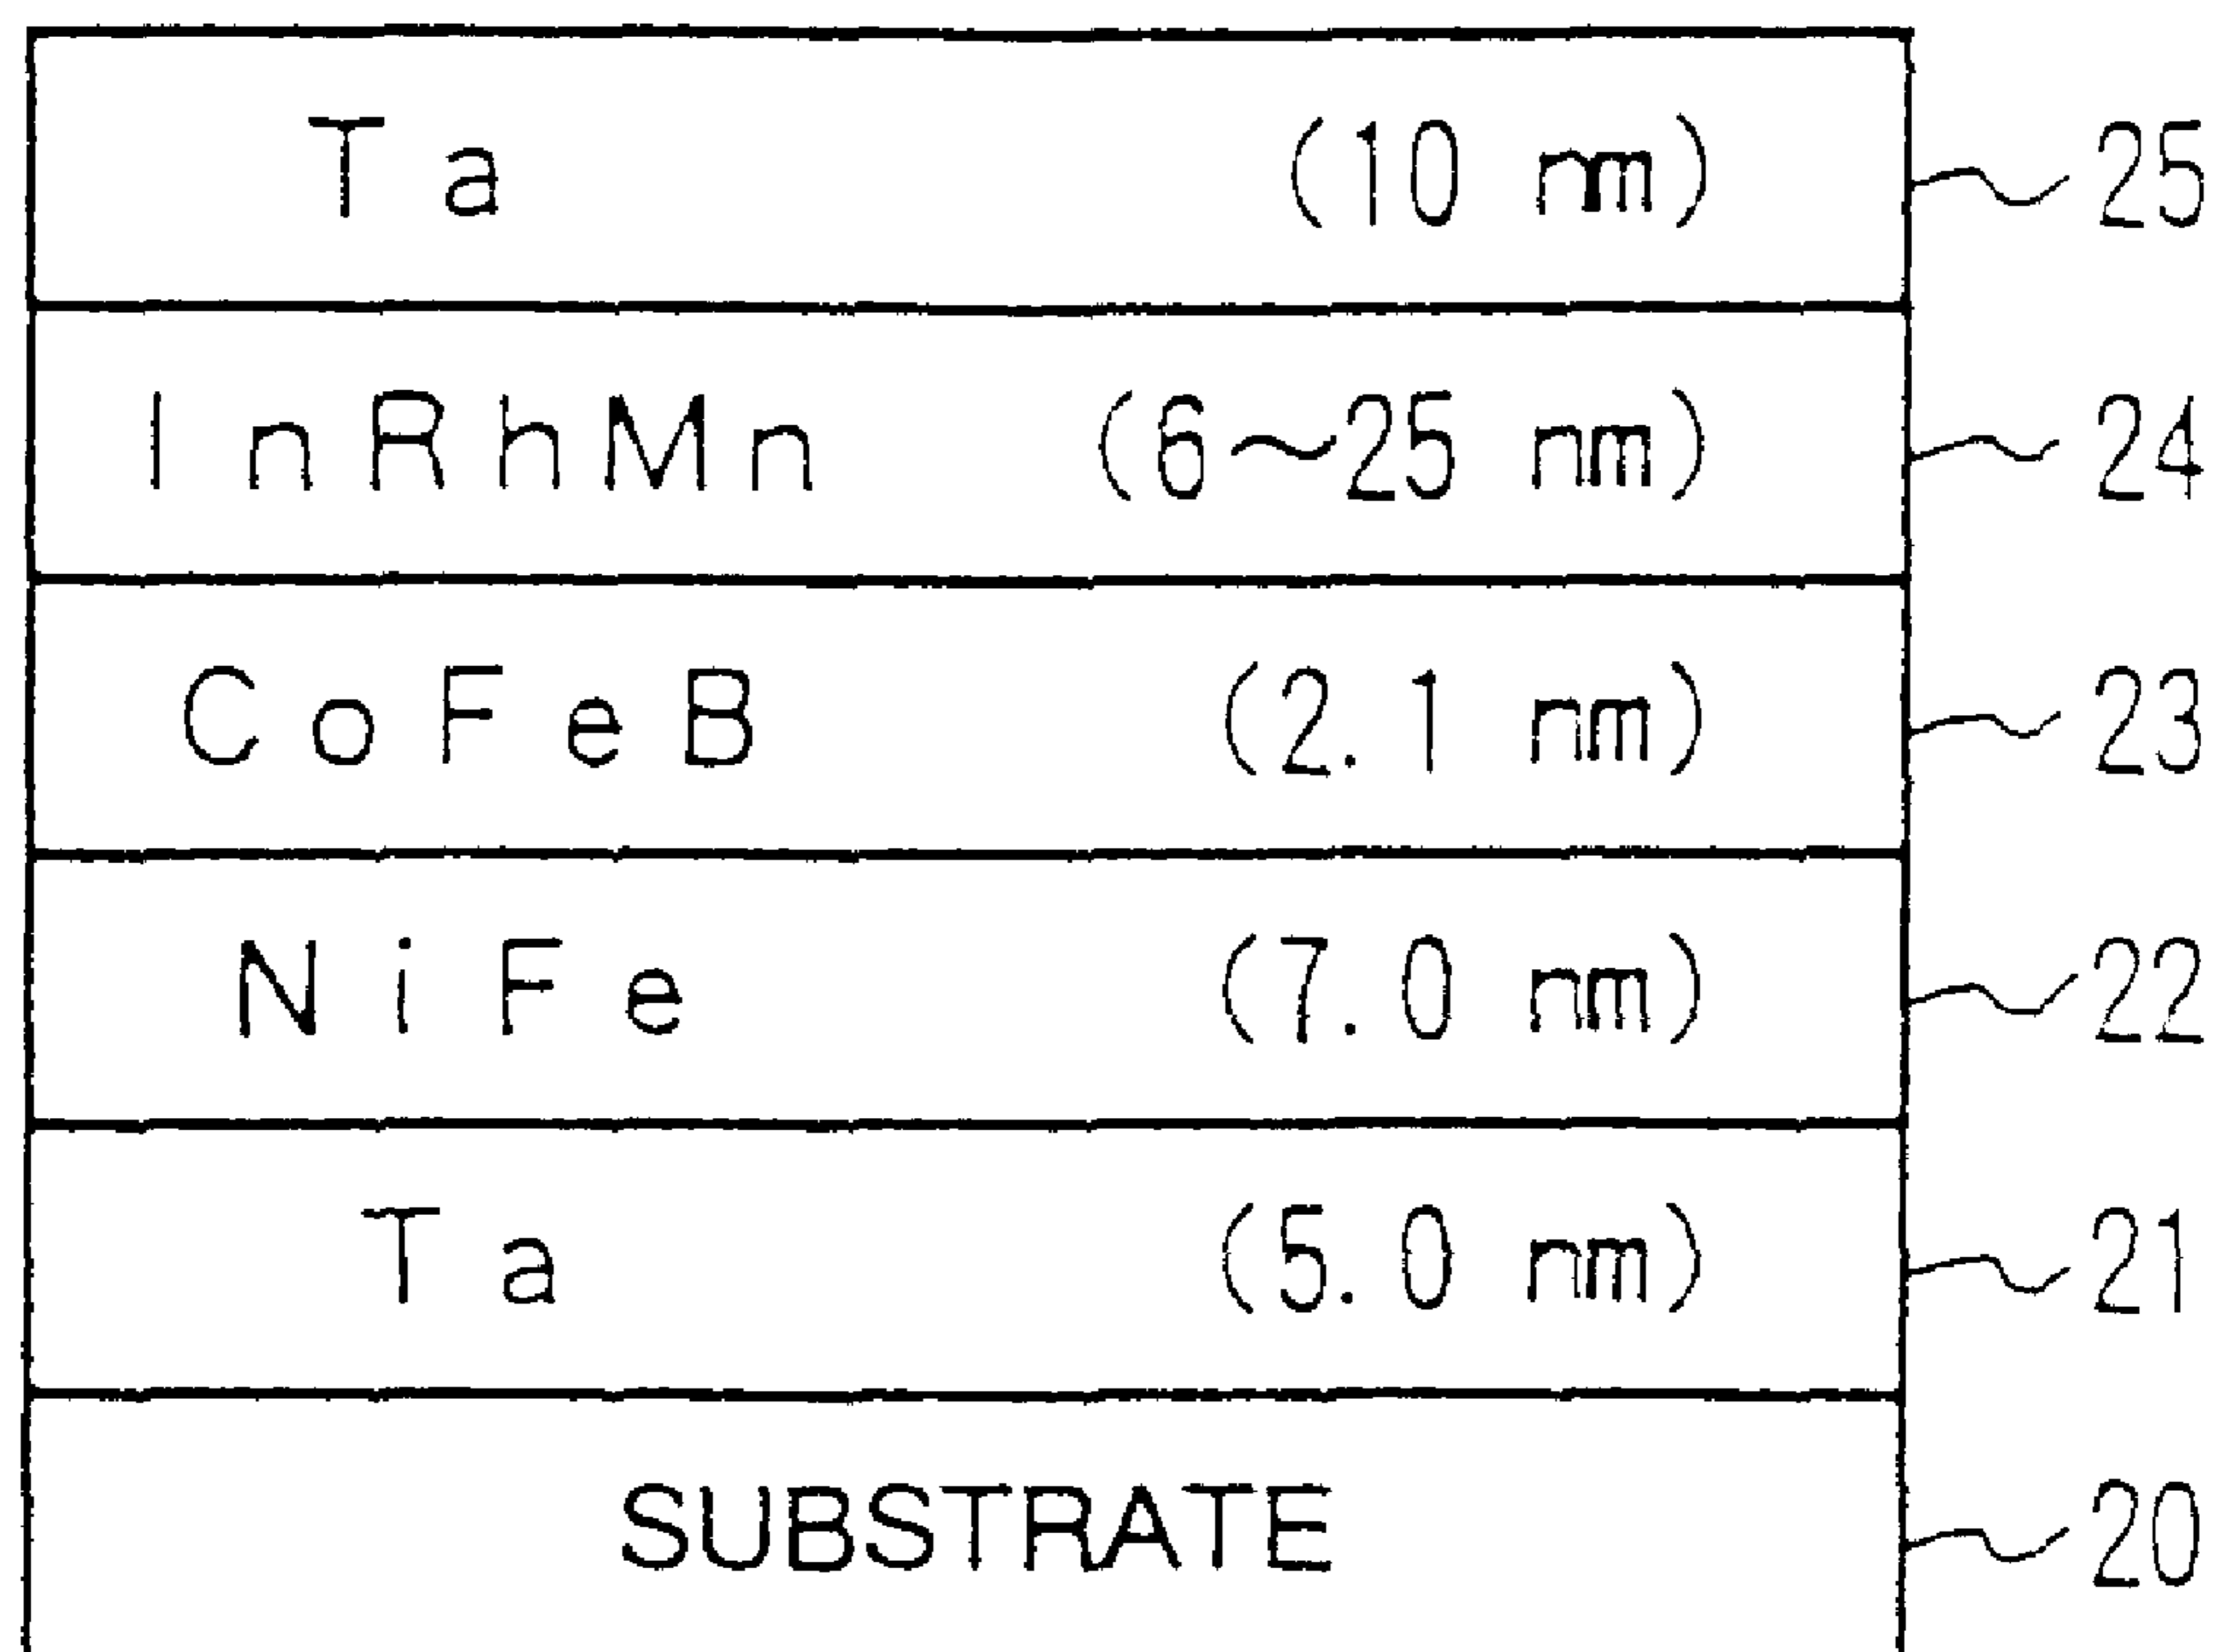 Ta (10 nm) 25
InRhMn (6~25 nm) 24
CoFeB (2.1 nm) 23
NiFe (7.0 nm) 22
Ta (5.0 nm) 21
SUBSTRATE 20